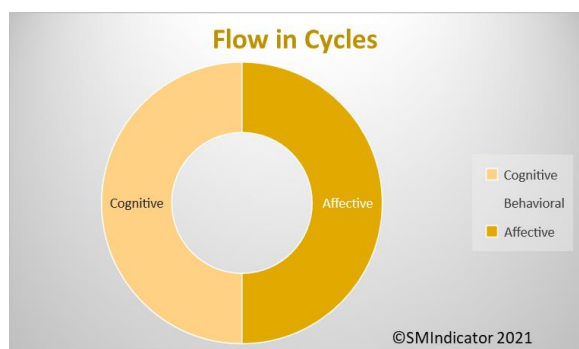 Flow in Cycles
Cognitive
Affective
Cognitive
Behavioral
Affective
©SMIndicator 2021